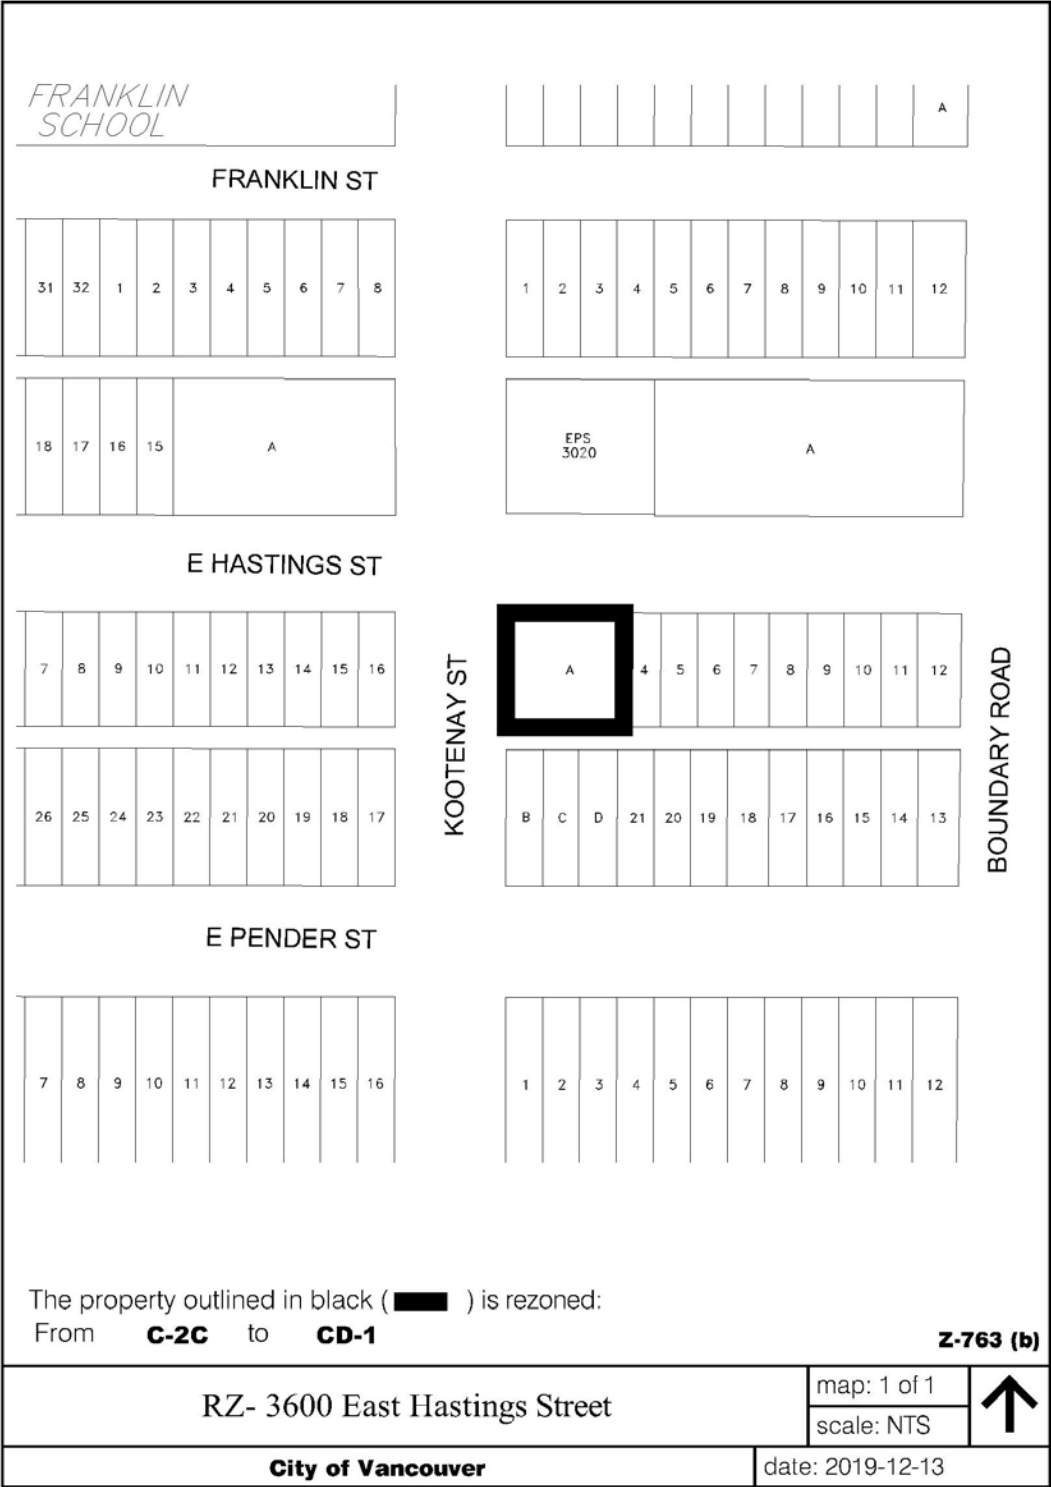 FRANKLIN
SCHOOL
A
FRANKLIN ST
31 32 1 2 3 4 5 6 7 8
1 2 3 4 5 6 7 8 9 10 11 12
18 17 16 15 A
EPS
3020
A
E HASTINGS ST
7 8 9 10 11 12 13 14 15 16
A 4 5 6 7 8 9 10 11 12
KOOTENAY ST
BOUNDARY ROAD
26 25 24 23 22 21 20 19 18 17
B C D 21 20 19 18 17 16 15 14 13
E PENDER ST
7 8 9 10 11 12 13 14 15 16
1 2 3 4 5 6 7 8 9 10 11 12
The property outlined in black ( ) is rezoned:
From C-2C to CD-1
Z-763 (b)
RZ- 3600 East Hastings Street
map: 1 of 1
scale: NTS
City of Vancouver
date: 2019-12-13